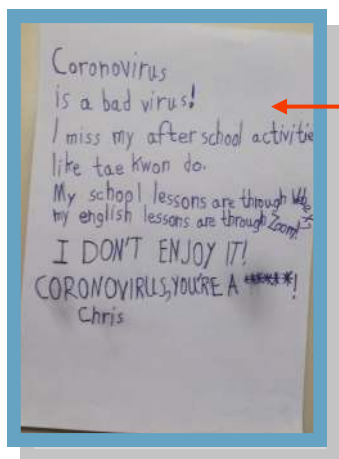 Coronovirus
is a bad virus!
I miss my after school activitie
like tae kwon do.
My school lessons are through Webex,
my english lessons are through Zoom!
I DON'T ENJOY IT!
CORONOVIRUS,YOU'RE A *****!
Chris